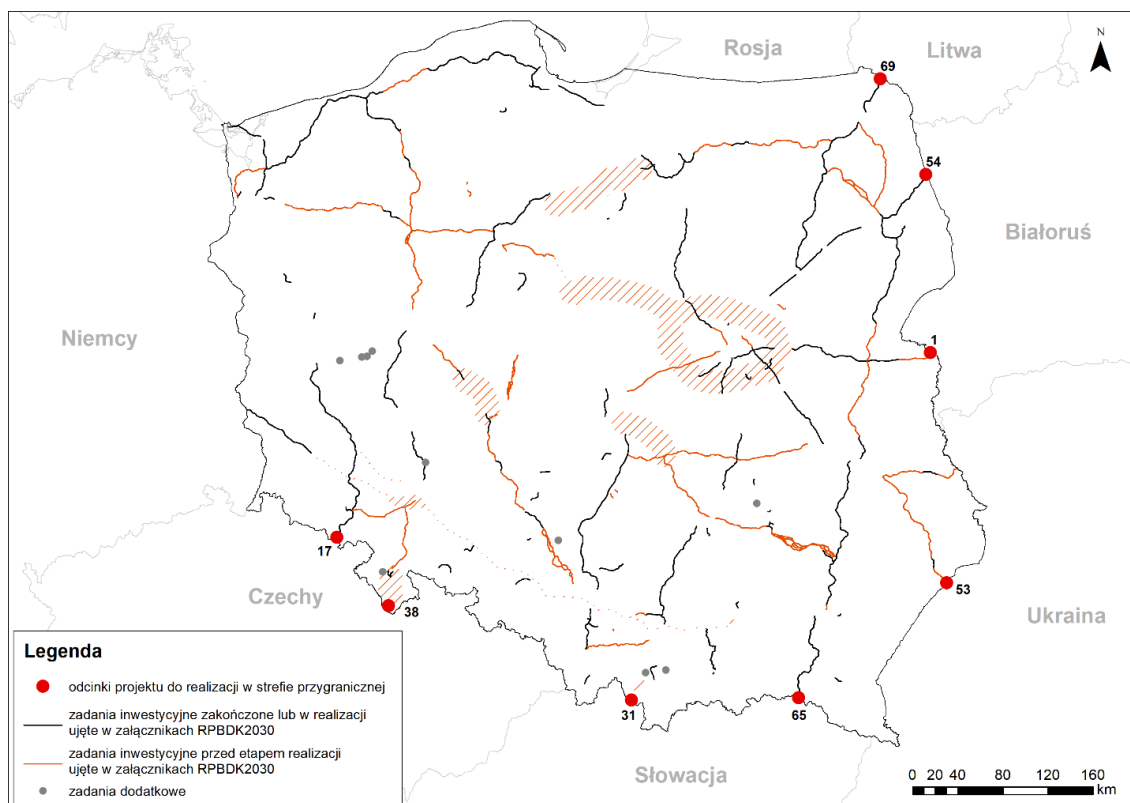 Rosja
Litwa
N
69
54
Białoruś
Niemcy
1
17
Czechy
38
53
Ukraina
31
65
Słowacja
Legenda
odcinki projektu do realizacji w strefie przygranicznej
zadania inwestycyjne zakończone lub w realizacji
ujęte w załącznikach RPBDK2030
zadania inwestycyjne przed etapem realizacji
ujęte w załącznikach RPBDK2030
zadania dodatkowe
0 20 40 80 120 160
km